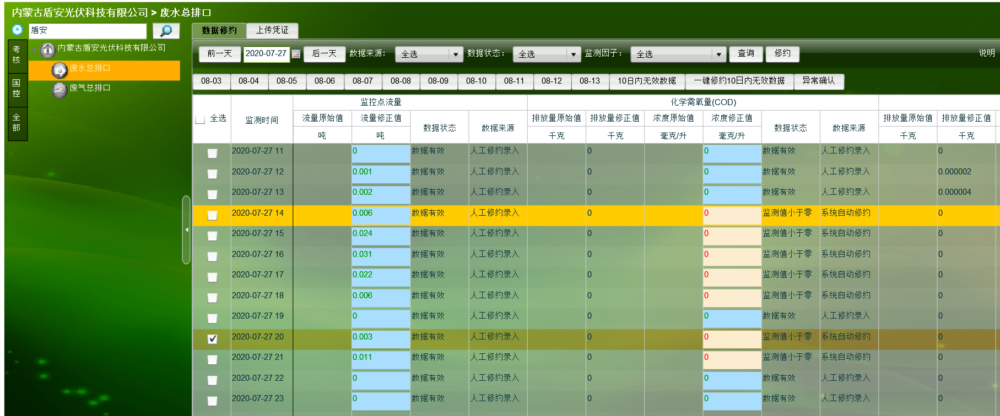 内蒙古盾安光伏科技有限公司 > 废水总排口
盾安
数据修约 上传凭证
考核
国控
全部
内蒙古盾安光伏科技有限公司
废水总排口
废气总排口
前一天 2020-07-27 后一天 数据来源： 全选 数据状态： 全选 监测因子： 全选 查询 修约 说明
08-03 08-04 08-05 08-06 08-07 08-08 08-09 08-10 08-11 08-12 08-13 10日内无效数据 一键修约10日内无效数据 异常确认
全选 监测时间 监控点流量 化学需氧量(COD)
流量原始值 流量修正值 数据状态 数据来源 排放量原始值 排放量修正值 浓度原始值 浓度修正值 数据状态 数据来源 排放量原始值 排放量修正值
吨 吨 千克 千克 毫克/升 毫克/升 千克 千克
2020-07-27 11 0 数据有效 人工修约录入 0 0 数据有效 人工修约录入 0
2020-07-27 12 0.001 数据有效 人工修约录入 0 0 数据有效 人工修约录入 0.000002
2020-07-27 13 0.002 数据有效 人工修约录入 0 0 数据有效 人工修约录入 0.000004
2020-07-27 14 0.006 数据有效 人工修约录入 0 0 监测值小于零 系统自动修约 0
2020-07-27 15 0.024 数据有效 人工修约录入 0 0 监测值小于零 系统自动修约 0
2020-07-27 16 0.031 数据有效 人工修约录入 0 0 监测值小于零 系统自动修约 0
2020-07-27 17 0.022 数据有效 人工修约录入 0 0 监测值小于零 系统自动修约 0
2020-07-27 18 0.006 数据有效 人工修约录入 0 0 监测值小于零 系统自动修约 0
2020-07-27 19 0 数据有效 人工修约录入 0 0 数据有效 人工修约录入 0
2020-07-27 20 0.003 数据有效 人工修约录入 0 0 监测值小于零 系统自动修约 0
2020-07-27 21 0.011 数据有效 人工修约录入 0 0 监测值小于零 系统自动修约 0
2020-07-27 22 0 数据有效 人工修约录入 0 0 数据有效 人工修约录入 0
2020-07-27 23 0 数据有效 人工修约录入 0 0 数据有效 人工修约录入 0